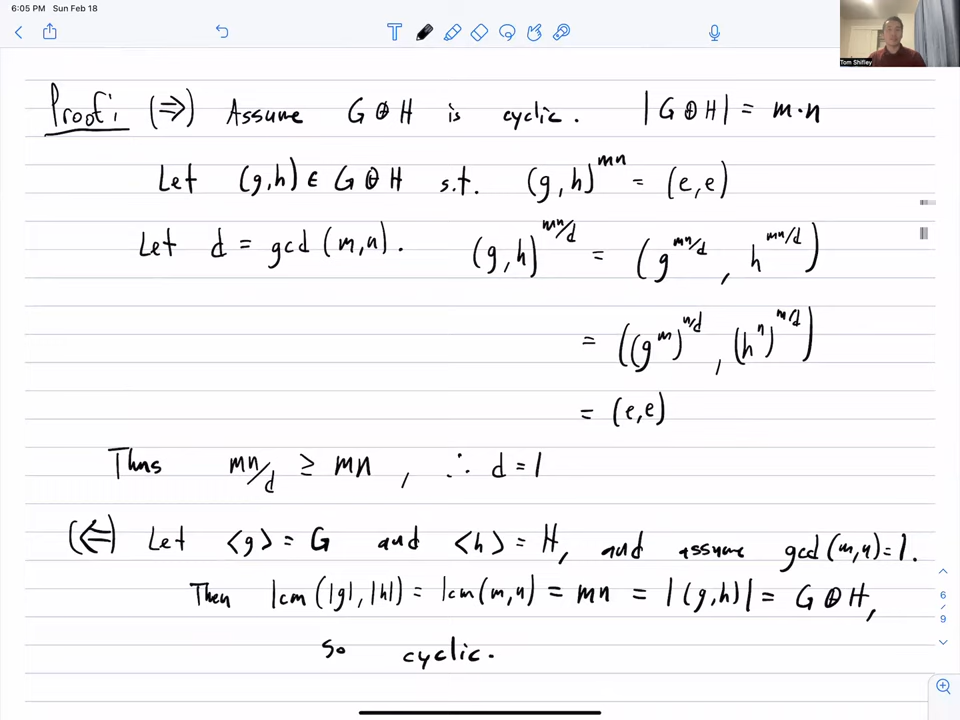 6:05 PM Sun Feb 18
Tom Shifley
Proof: (⇒) Assume G ⊕ H is cyclic. |G ⊕ H| = m·n
Let (g,h) ∈ G ⊕ H s.t. (g,h)^{mn} = (e,e)
Let d = gcd(m,n). (g,h)^{mn/d} = (g^{mn/d}, h^{mn/d})
= ((g^m)^{n/d}, (h^n)^{m/d})
= (e,e)
Thus mn/d ≥ mn, ∴ d = 1
(⇐) Let <g> = G and <h> = H, and assume gcd(m,n)=1.
Then lcm(|g|,|h|) = lcm(m,n) = mn = |(g,h)| = G ⊕ H,
so cyclic.
6
/
9